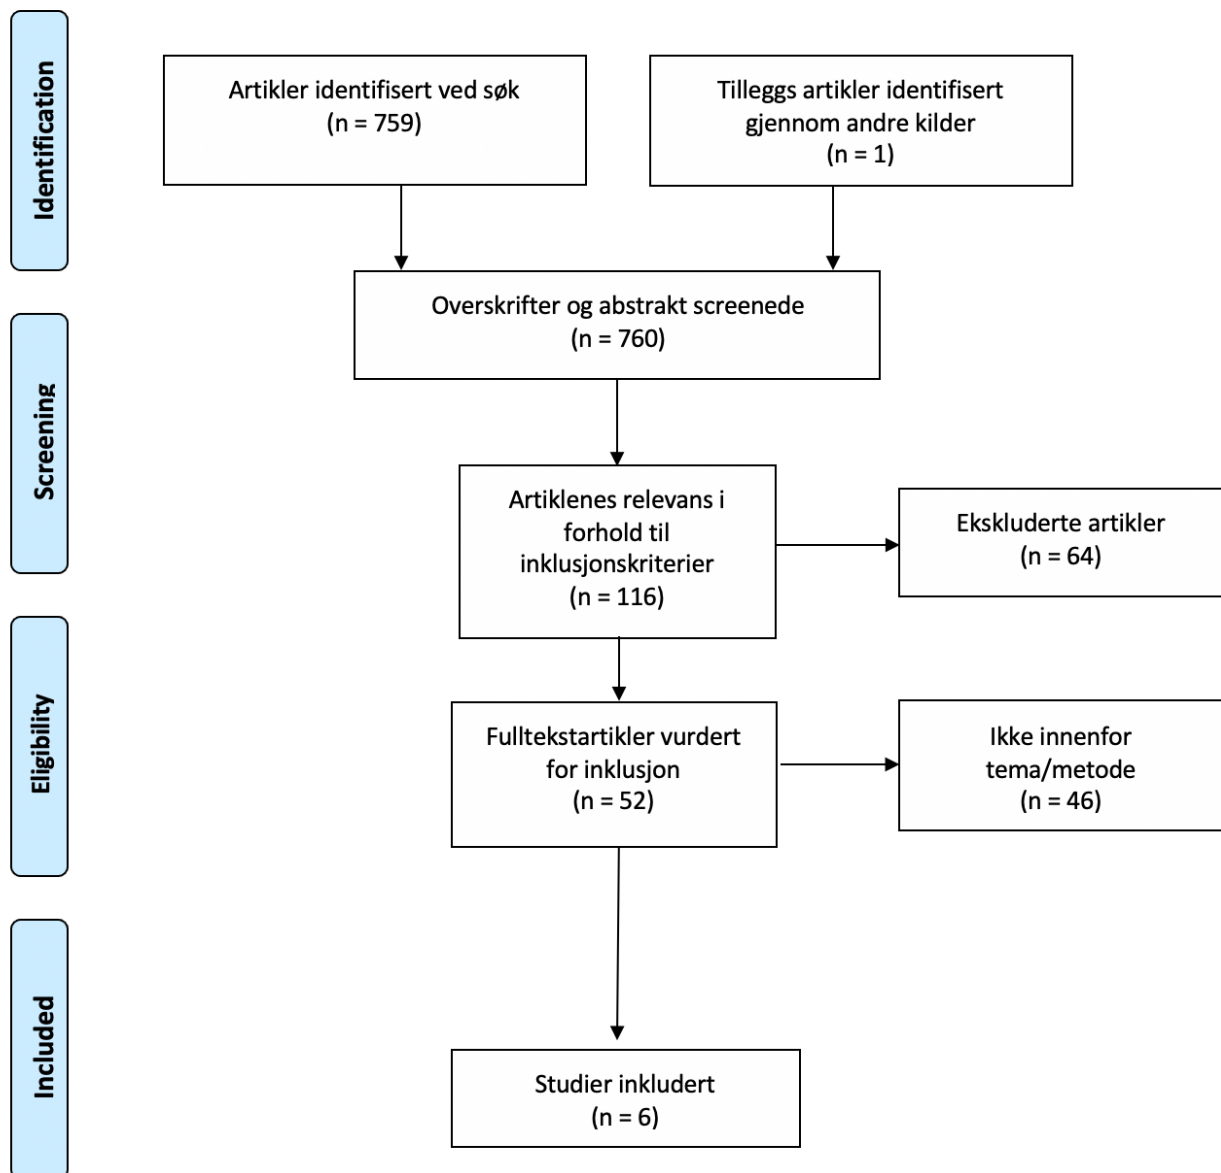 Identification
Artikler identifisert ved søk
(n = 759)
Tilleggs artikler identifisert
gjennom andre kilder
(n = 1)
Overskrifter og abstrakt screenede
(n = 760)
Screening
Artiklenes relevans i
forhold til
inklusjonskriterier
(n = 116)
Ekskluderte artikler
(n = 64)
Eligibility
Fulltekstartikler vurdert
for inklusjon
(n = 52)
Ikke innenfor
tema/metode
(n = 46)
Included
Studier inkludert
(n = 6)